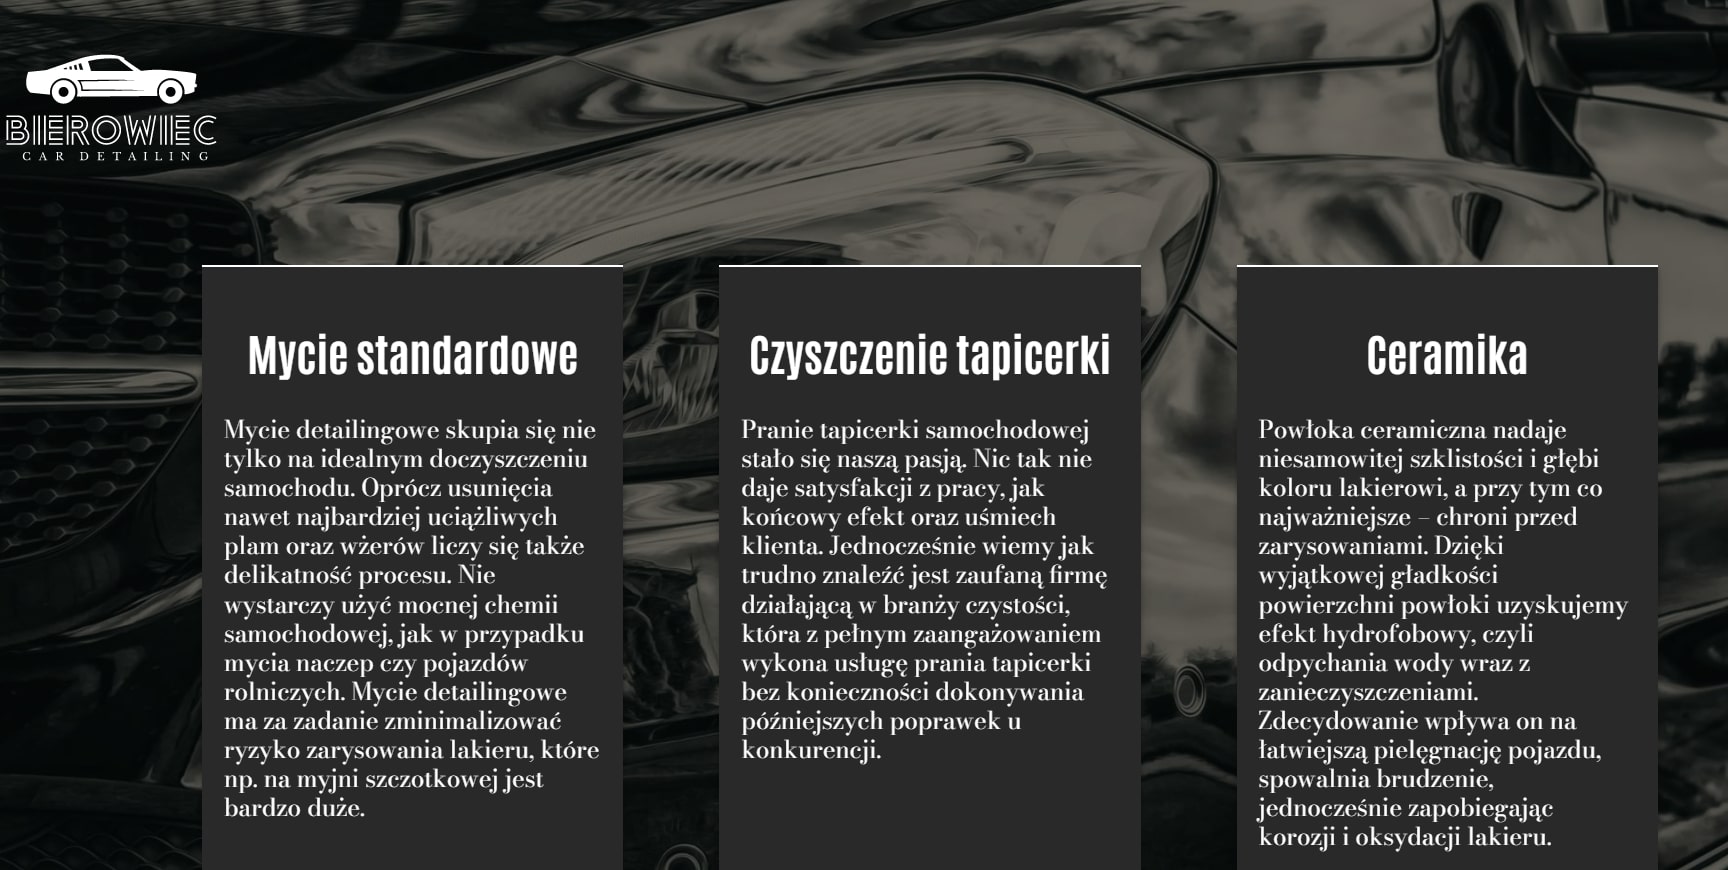 BIEROWIEC
CAR DETAILING
Mycie standardowe
Mycie detailingowe skupia się nie
tylko na idealnym doczyszczeniu
samochodu. Oprócz usunięcia
nawet najbardziej uciążliwych
plam oraz wżerów liczy się także
delikatność procesu. Nie
wystarczy użyć mocnej chemii
samochodowej, jak w przypadku
mycia naczep czy pojazdów
rolniczych. Mycie detailingowe
ma za zadanie zminimalizować
ryzyko zarysowania lakieru, które
np. na myjni szczotkowej jest
bardzo duże.
Czyszczenie tapicerki
Pranie tapicerki samochodowej
stało się naszą pasją. Nic tak nie
daje satysfakcji z pracy, jak
końcowy efekt oraz uśmiech
klienta. Jednocześnie wiemy jak
trudno znaleźć jest zaufaną firmę
działającą w branży czystości,
która z pełnym zaangażowaniem
wykona usługę prania tapicerki
bez konieczności dokonywania
późniejszych poprawek u
konkurencji.
Ceramika
Powłoka ceramiczna nadaje
niesamowitej szklistości i głębi
koloru lakierowi, a przy tym co
najważniejsze – chroni przed
zarysowaniami. Dzięki
wyjątkowej gładkości
powierzchni powłoki uzyskujemy
efekt hydrofobowy, czyli
odpychania wody wraz z
zanieczyszczeniami.
Zdecydowanie wpływa on na
łatwiejszą pielęgnację pojazdu,
spowalnia brudzenie,
jednocześnie zapobiegając
korozji i oksydacji lakieru.